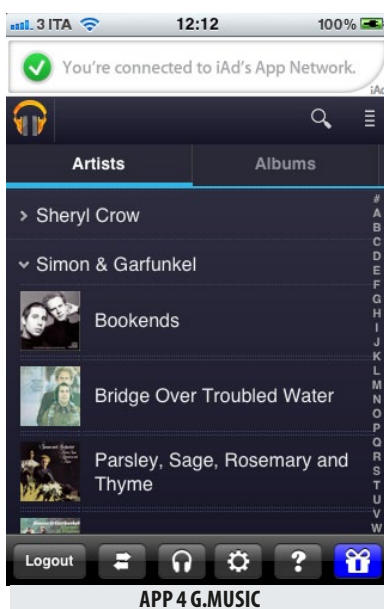 3 ITA 12:12 100%
You're connected to iAd's App Network.
iAd
Artists Albums
#
A
B
C
D
E
F
G
H
I
J
K
L
M
N
O
P
Q
R
S
T
U
V
W
Sheryl Crow
Simon & Garfunkel
Bookends
Bridge Over Troubled Water
Parsley, Sage, Rosemary and
Thyme
Logout ?
APP 4 G.MUSIC